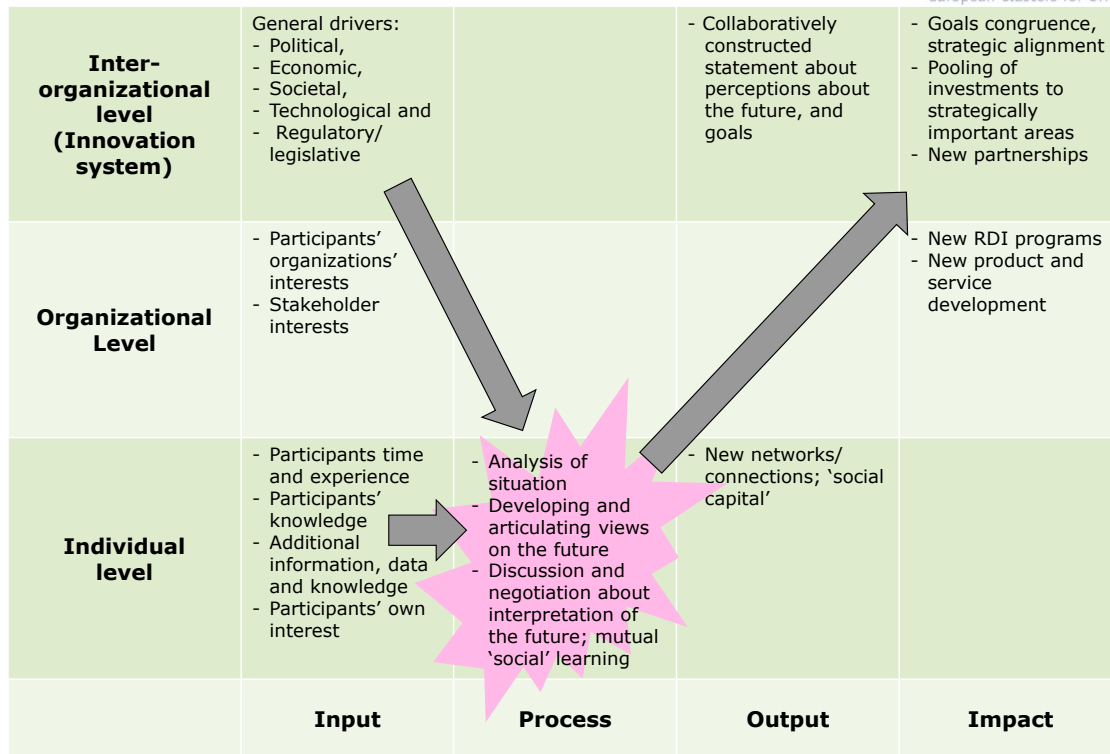 Inter-
organizational
level
(Innovation
system)
General drivers:
- Political,
- Economic,
- Societal,
- Technological and
- Regulatory/
legislative
- Collaboratively
constructed
statement about
perceptions about
the future, and
goals
- Goals congruence,
strategic alignment
- Pooling of
investments to
strategically
important areas
- New partnerships
Organizational
Level
- Participants'
organizations'
interests
- Stakeholder
interests
- New RDI programs
- New product and
service
development
Individual
level
- Participants time
and experience
- Participants'
knowledge
- Additional
information, data
and knowledge
- Participants' own
interest
- Analysis of
situation
- Developing and
articulating views
on the future
- Discussion and
negotiation about
interpretation of
the future; mutual
'social' learning
- New networks/
connections; 'social
capital'
Input
Process
Output
Impact